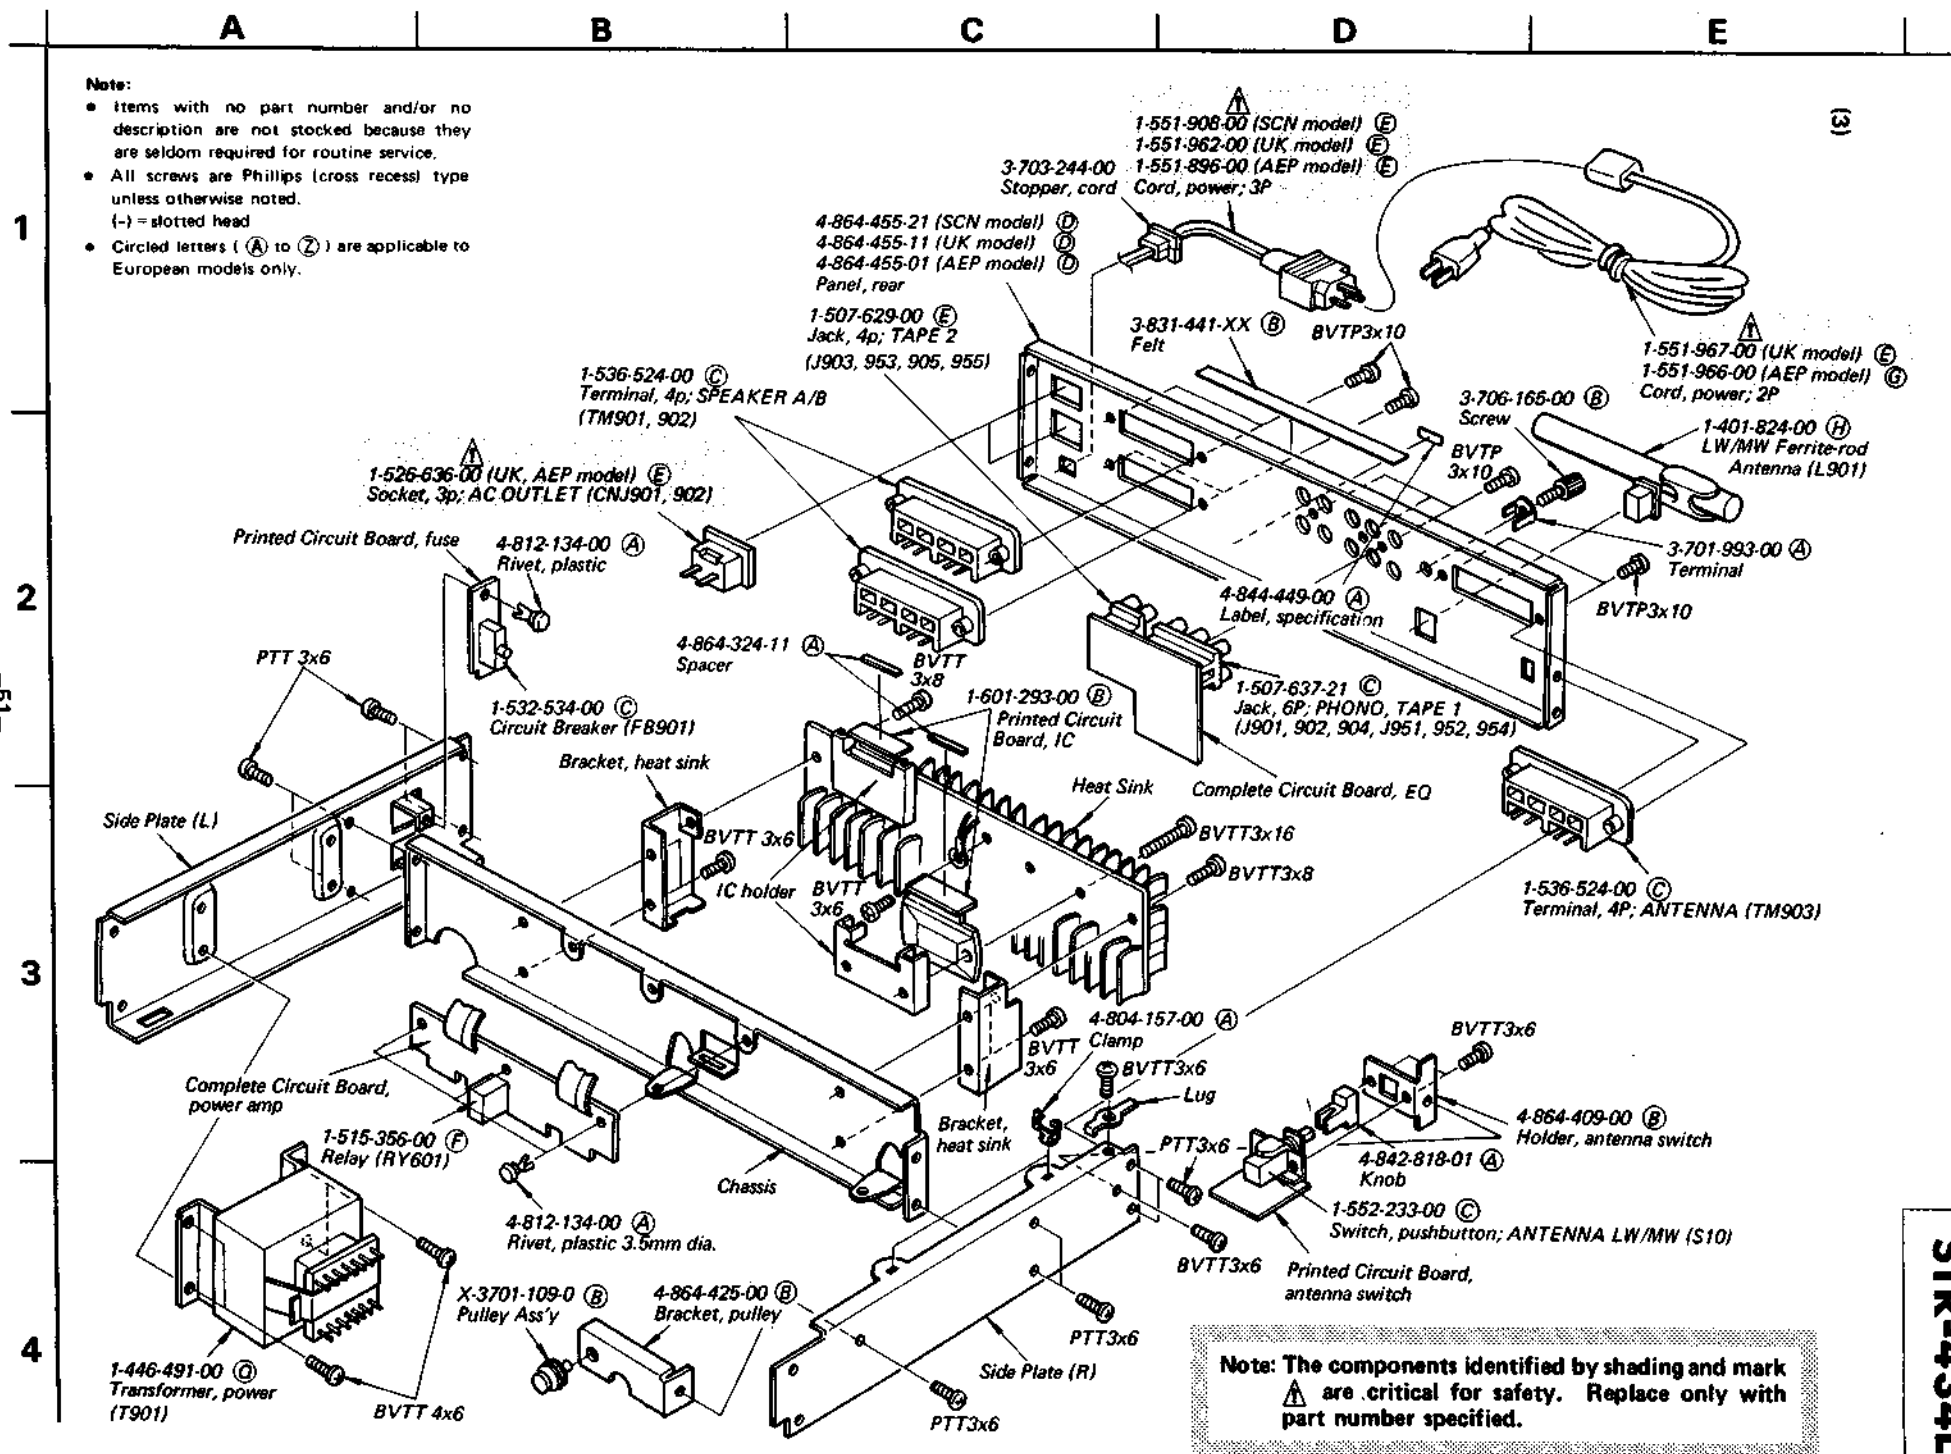 A B C D E
Note:
• Items with no part number and/or no
description are not stocked because they
are seldom required for routine service.
• All screws are Phillips (cross recess) type
unless otherwise noted.
(-) = slotted head
• Circled letters ( Ⓐ to Ⓩ ) are applicable to
European models only.
(3)
1
1-551-908-00 (SCN model) Ⓔ
1-551-962-00 (UK model) Ⓔ
1-551-896-00 (AEP model) Ⓔ
Cord, power; 3P
3-703-244-00
Stopper, cord
4-864-455-21 (SCN model) Ⓓ
4-864-455-11 (UK model) Ⓓ
4-864-455-01 (AEP model) Ⓓ
Panel, rear
1-507-629-00 Ⓔ
Jack, 4p; TAPE 2
(J903, 953, 905, 955)
3-831-441-XX Ⓑ
Felt
BVTP3x10
1-551-967-00 (UK model) Ⓔ
1-551-966-00 (AEP model) Ⓖ
Cord, power; 2P
1-536-524-00 Ⓒ
Terminal, 4p; SPEAKER A/B
(TM901, 902)
3-706-165-00 Ⓑ
Screw
1-401-824-00 Ⓗ
LW/MW Ferrite-rod
Antenna (L901)
BVTP
3x10
1-526-636-00 (UK, AEP model) Ⓔ
Socket, 3p; AC OUTLET (CNJ901, 902)
Printed Circuit Board, fuse
4-812-134-00 Ⓐ
Rivet, plastic
3-701-993-00 Ⓐ
Terminal
2
4-844-449-00 Ⓐ
Label, specification
BVTP3x10
4-864-324-11 Ⓐ
Spacer
BVTT
3x8
PTT 3x6
1-601-293-00 Ⓑ
Printed Circuit
Board, IC
1-507-637-21 Ⓒ
Jack, 6P; PHONO, TAPE 1
(J901, 902, 904, J951, 952, 954)
1-532-534-00 Ⓒ
Circuit Breaker (FB901)
Bracket, heat sink
Heat Sink
Complete Circuit Board, EQ
–51–
Side Plate (L)
BVTT 3x6
BVTT3x16
BVTT3x8
IC holder
BVTT
3x6
1-536-524-00 Ⓒ
Terminal, 4P; ANTENNA (TM903)
3
4-804-157-00 Ⓐ
Clamp
BVTT
3x6
BVTT3x6
BVTT3x6
Lug
Complete Circuit Board,
power amp
1-515-356-00 Ⓕ
Relay (RY601)
Bracket,
heat sink
PTT3x6
4-864-409-00 Ⓑ
Holder, antenna switch
4-842-818-01 Ⓐ
Knob
Chassis
4-812-134-00 Ⓐ
Rivet, plastic 3.5mm dia.
1-552-233-00 Ⓒ
Switch, pushbutton; ANTENNA LW/MW (S10)
BVTT3x6
Printed Circuit Board,
antenna switch
X-3701-109-0 Ⓑ
Pulley Ass'y
4-864-425-00 Ⓑ
Bracket, pulley
PTT3x6
4
1-446-491-00 Ⓠ
Transformer, power
(T901)
BVTT 4x6
Side Plate (R)
PTT3x6
Note: The components identified by shading and mark
⚠ are critical for safety. Replace only with
part number specified.